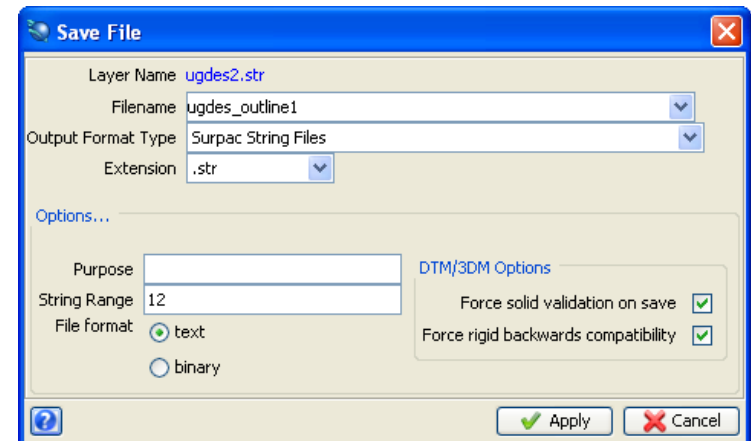 Save File
Layer Name ugdes2.str
Filename ugdes_outline1
Output Format Type Surpac String Files
Extension .str
Options...
Purpose
String Range 12
File format text
binary
DTM/3DM Options
Force solid validation on save
Force rigid backwards compatibility
? Apply Cancel